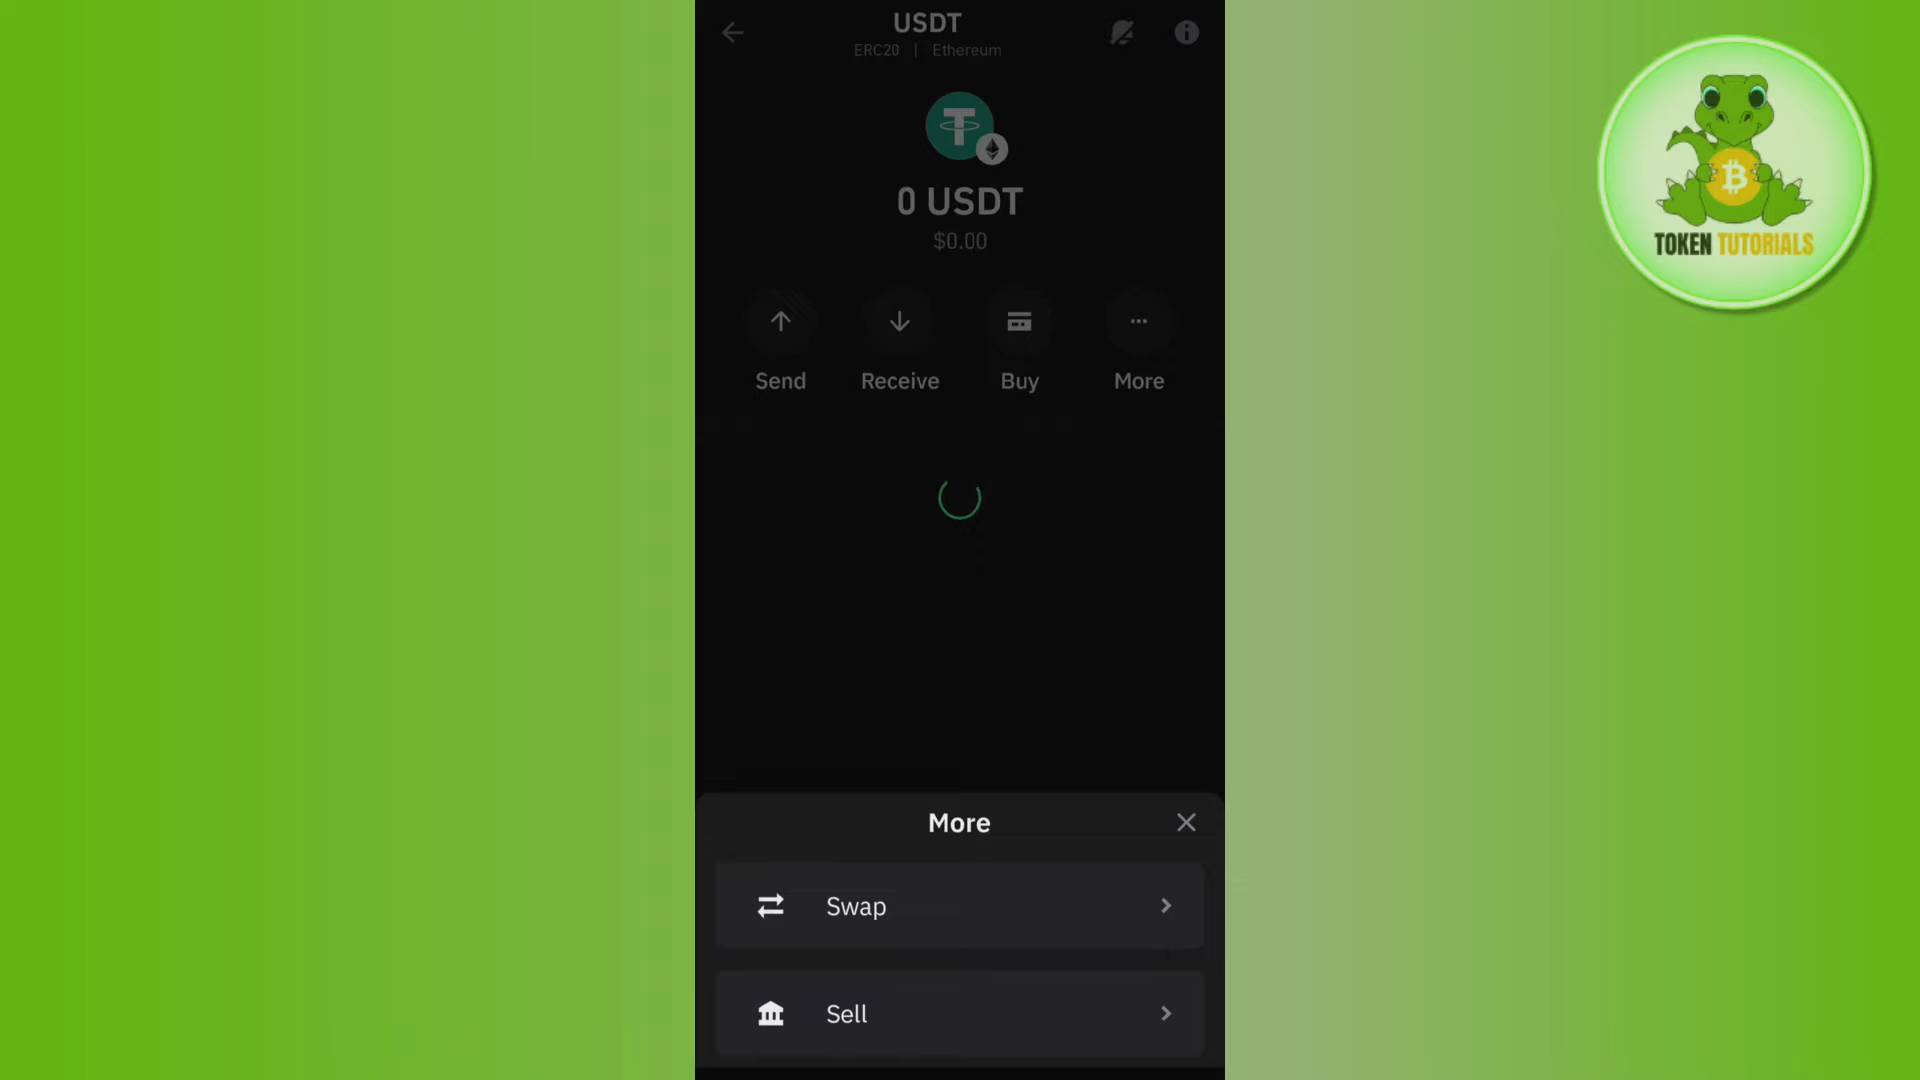 USDT
ERC20 | Ethereum
0 USDT
$0.00
Send Receive Buy More
More
Swap
Sell
TOKEN TUTORIALS